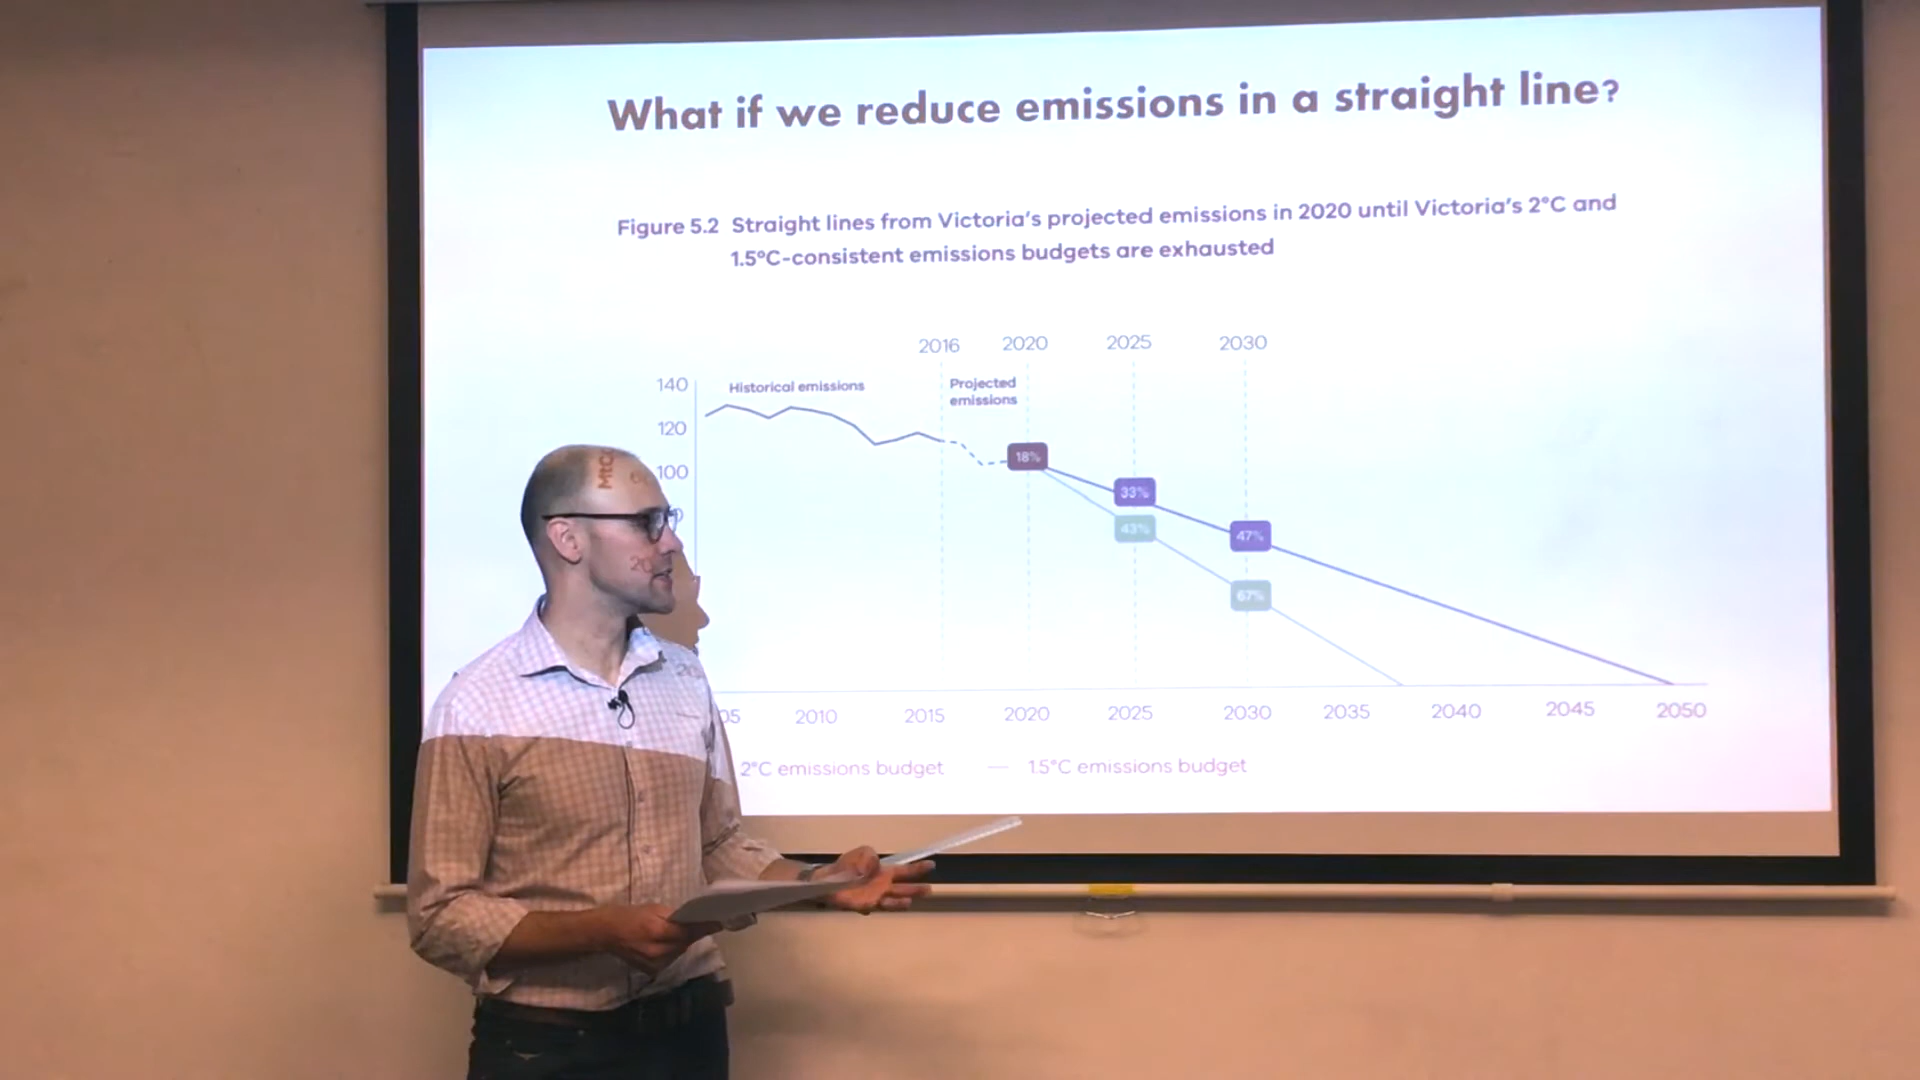 What if we reduce emissions in a straight line?
Figure 5.2 Straight lines from Victoria's projected emissions in 2020 until Victoria's 2°C and
1.5°C-consistent emissions budgets are exhausted
2016 2020 2025 2030
140
Historical emissions
Projected
emissions
120
100
18%
33%
43%
47%
67%
20
05 2010 2015 2020 2025 2030 2035 2040 2045 2050
2°C emissions budget
1.5°C emissions budget